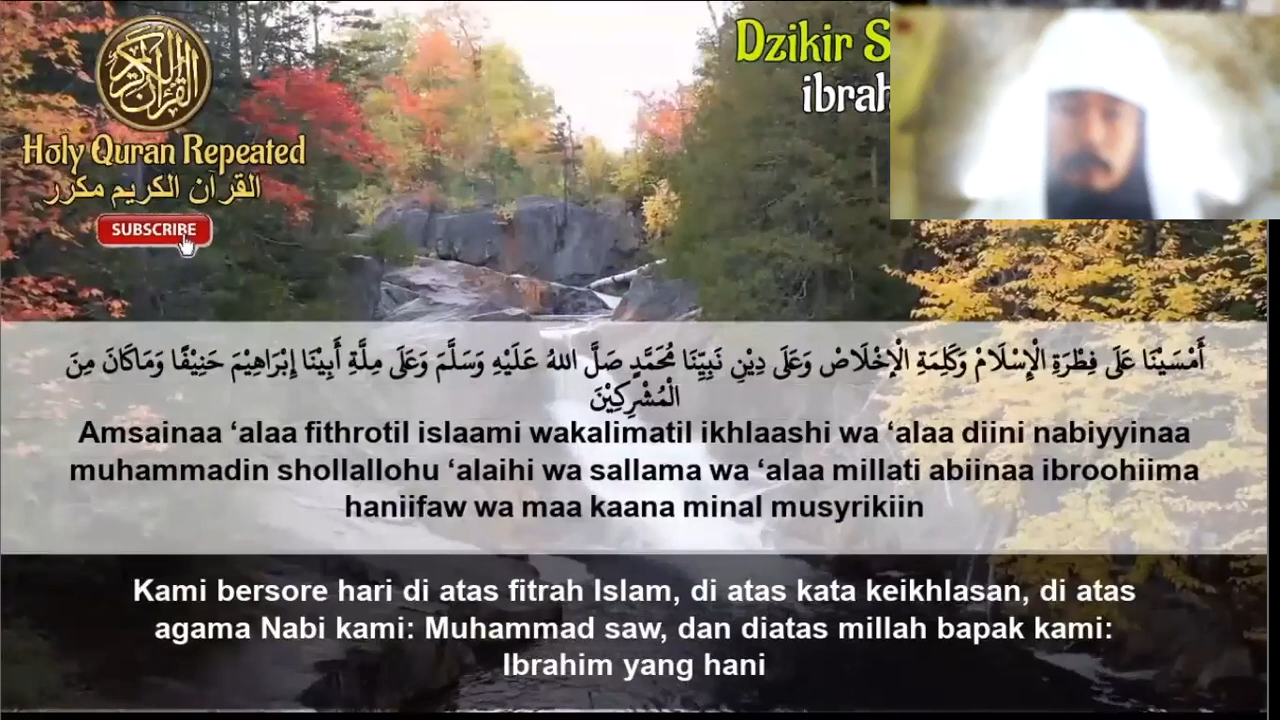 القرآن الكريم
Holy Quran Repeated
القرآن الكريم مكرر
SUBSCRIBE
Dzikir S
ibrah
أَمْسَيْنَا عَلَى فِطْرَةِ الْإِسْلَامْ وَكَلِمَةِ الْإِخْلَاصْ وَعَلَى دِيْنِ نَبِيِّنَا مُحَمَّدٍ صَلَّ اللهُ عَلَيْهِ وَسَلَّمَ وَعَلَى مِلَّةِ أَبِيْنَا إِبْرَاهِيْمَ حَنِيْفًا وَمَاكَانَ مِنَ
الْمُشْرِكِيْنَ
Amsainaa ‘alaa fithrotil islaami wakalimatil ikhlaashi wa ‘alaa diini nabiyyinaa
muhammadin shollallohu ‘alaihi wa sallama wa ‘alaa millati abiinaa ibroohiima
haniifaw wa maa kaana minal musyrikiin
Kami bersore hari di atas fitrah Islam, di atas kata keikhlasan, di atas
agama Nabi kami: Muhammad saw, dan diatas millah bapak kami:
Ibrahim yang hani